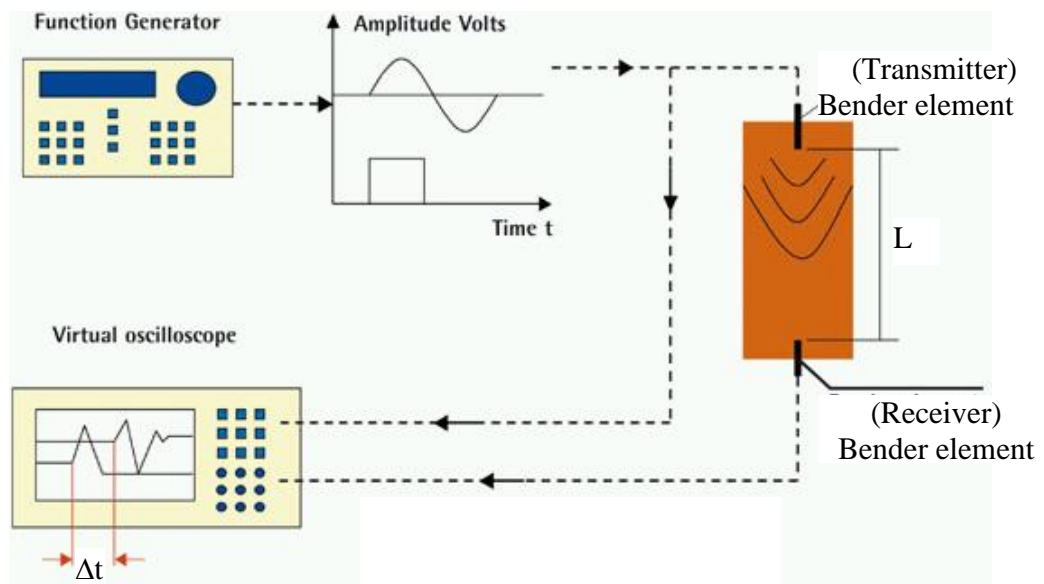 Function Generator
Amplitude Volts
(Transmitter)
Bender element
Time t
L
Virtual oscilloscope
(Receiver)
Bender element
Δt